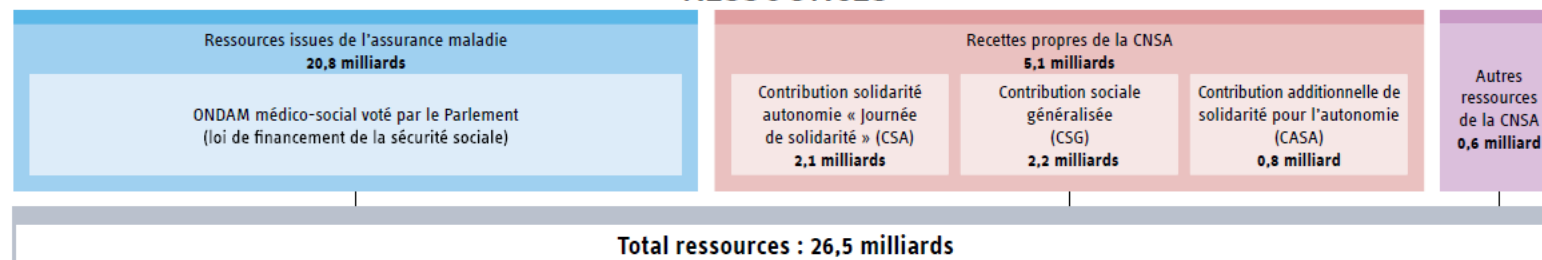 Ressources issues de l'assurance maladie
20,8 milliards
ONDAM médico-social voté par le Parlement
(loi de financement de la sécurité sociale)
Recettes propres de la CNSA
5,1 milliards
Contribution solidarité
autonomie « Journée
de solidarité » (CSA)
2,1 milliards
Contribution sociale
généralisée
(CSG)
2,2 milliards
Contribution additionnelle de
solidarité pour l'autonomie
(CASA)
0,8 milliard
Autres
ressources
de la CNSA
0,6 milliard
Total ressources : 26,5 milliards